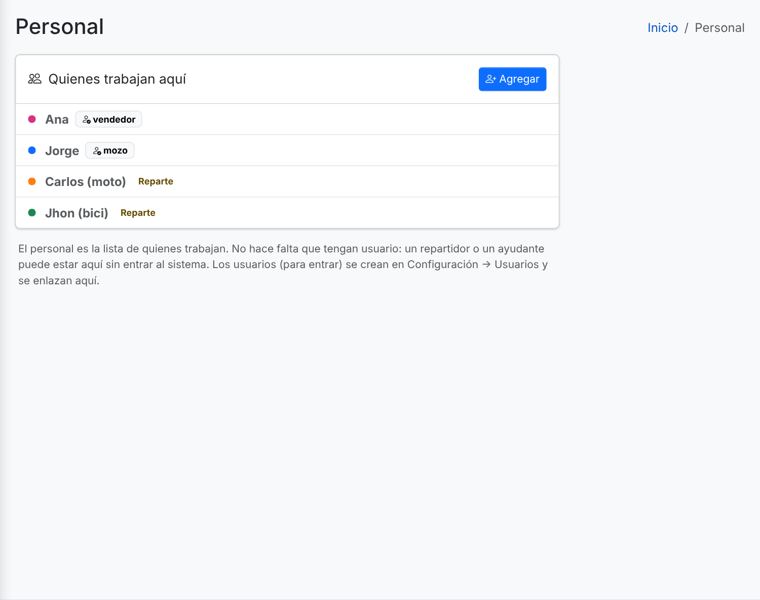 Personal
Inicio / Personal
Quienes trabajan aquí
Agregar
Ana vendedor
Jorge mozo
Carlos (moto) Reparte
Jhon (bici) Reparte
El personal es la lista de quienes trabajan. No hace falta que tengan usuario: un repartidor o un ayudante
puede estar aquí sin entrar al sistema. Los usuarios (para entrar) se crean en Configuración → Usuarios y
se enlazan aquí.